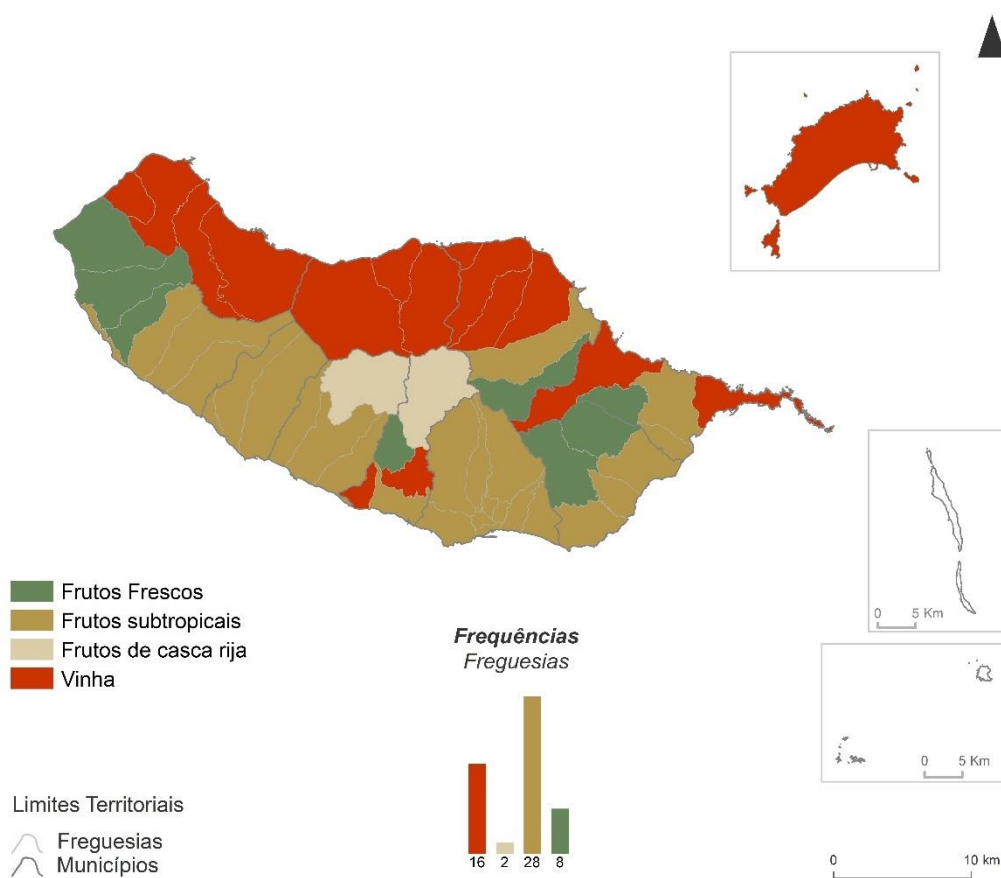 0 5 Km
0 5 Km
Frutos Frescos
Frutos subtropicais
Frutos de casca rija
Vinha
Frequências
Freguesias
16 2 28 8
Limites Territoriais
Freguesias
Municípios
0 10 km